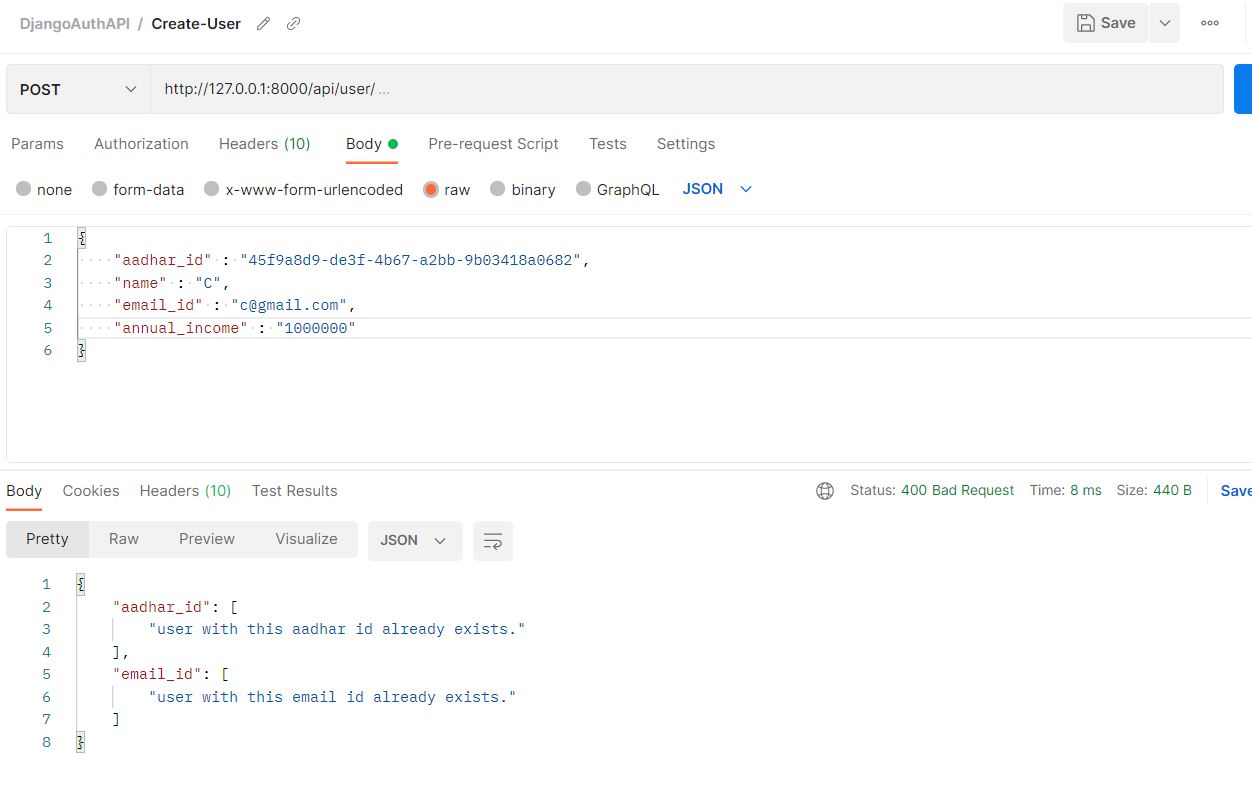 DjangoAuthAPI / Create-User
Save
POST http://127.0.0.1:8000/api/user/ ...
Params Authorization Headers (10) Body Pre-request Script Tests Settings
none form-data x-www-form-urlencoded raw binary GraphQL JSON
1 {
2 "aadhar_id" : "45f9a8d9-de3f-4b67-a2bb-9b03418a0682",
3 "name" : "C",
4 "email_id" : "c@gmail.com",
5 "annual_income" : "1000000"
6 }
Body Cookies Headers (10) Test Results Status: 400 Bad Request Time: 8 ms Size: 440 B Save
Pretty Raw Preview Visualize JSON
1 {
2 "aadhar_id": [
3 "user with this aadhar id already exists."
4 ],
5 "email_id": [
6 "user with this email id already exists."
7 ]
8 }